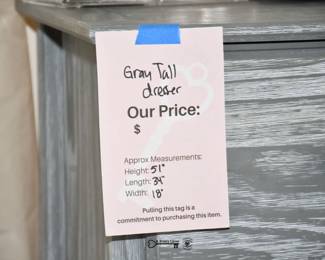 Gray Tall
dresser
Our Price:
$
Approx Measurements:
Height: 51"
Length: 34"
Width: 18"
Pulling this tag is a
commitment to purchasing this item.